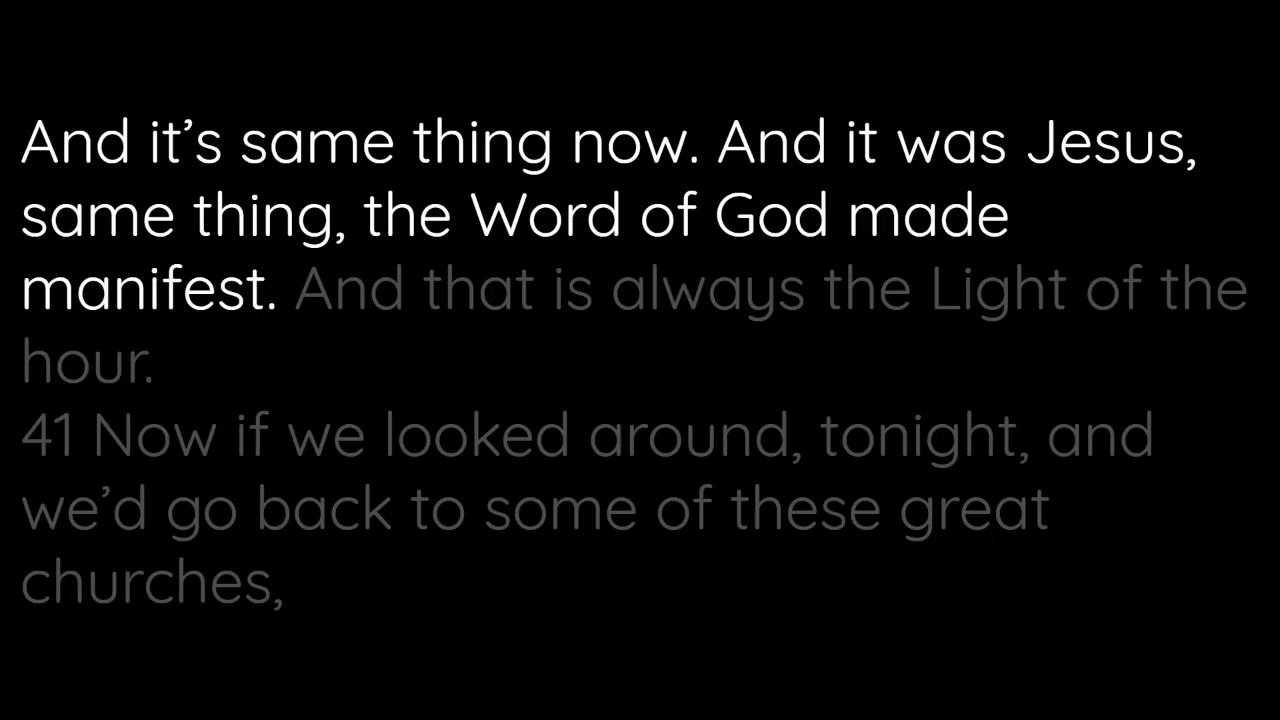 And it’s same thing now. And it was Jesus,
same thing, the Word of God made
manifest. And that is always the Light of the
hour.
41 Now if we looked around, tonight, and
we’d go back to some of these great
churches,